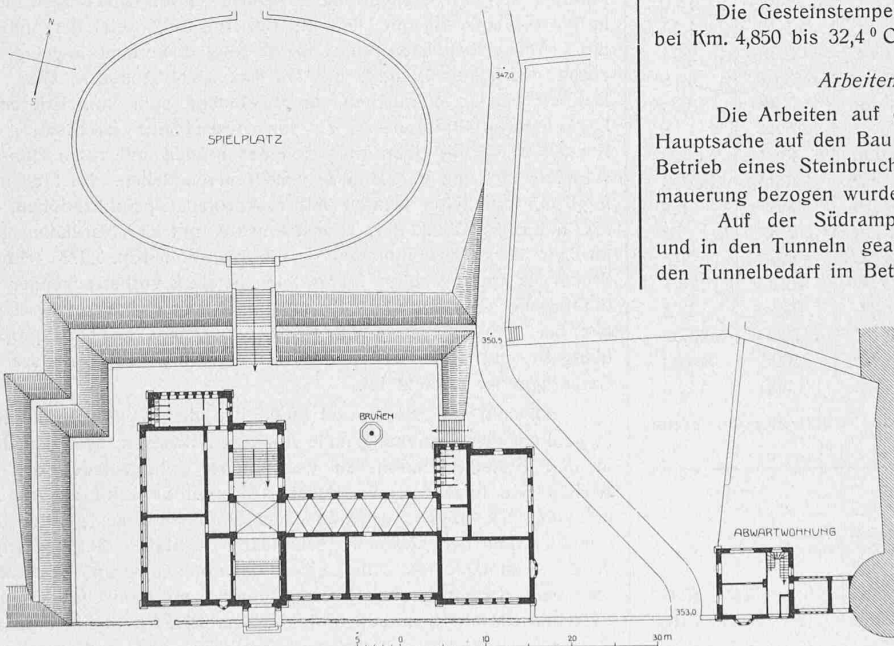 Die Gesteinstempe
bei Km. 4,850 bis 32,4⁰ C
Arbeiten
Die Arbeiten auf
Hauptsache auf den Bau
Betrieb eines Steinbruch
mauerung bezogen wurde
Auf der Südramp
und in den Tunneln gea
den Tunnelbedarf im Bet
N
S
347,0
SPIELPLATZ
350,5
BRUNEN
ABWARTWOHNUNG
353,0
5 0 10 20 30 m